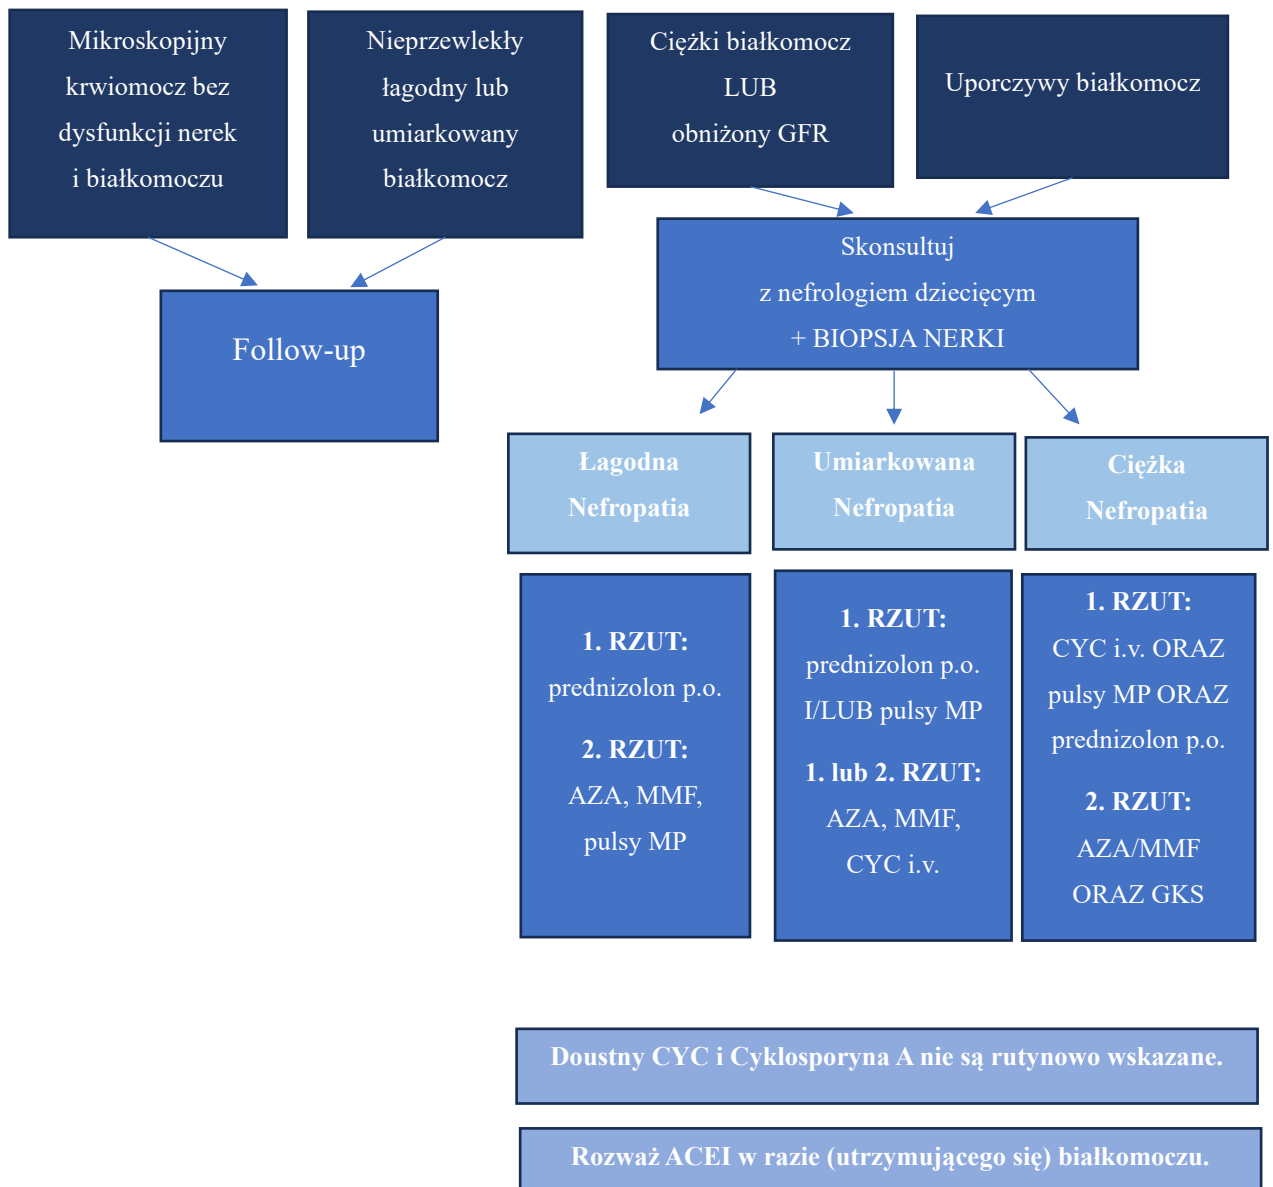 Mikroskopijny
krwiomocz bez
dysfunkcji nerek
i białkomoczu
Nieprzewlekły
łagodny lub
umiarkowany
białkomocz
Ciężki białkomocz
LUB
obniżony GFR
Uporczywy białkomocz
Follow-up
Skonsultuj
z nefrologiem dziecięcym
+ BIOPSJA NERKI
Łagodna
Nefropatia
Umiarkowana
Nefropatia
Ciężka
Nefropatia
1. RZUT:
prednizolon p.o.
2. RZUT:
AZA, MMF,
pulsy MP
1. RZUT:
prednizolon p.o.
I/LUB pulsy MP
1. lub 2. RZUT:
AZA, MMF,
CYC i.v.
1. RZUT:
CYC i.v. ORAZ
pulsy MP ORAZ
prednizolon p.o.
2. RZUT:
AZA/MMF
ORAZ GKS
Doustny CYC i Cyklosporyna A nie są rutynowo wskazane.
Rozważ ACEI w razie (utrzymującego się) białkomoczu.